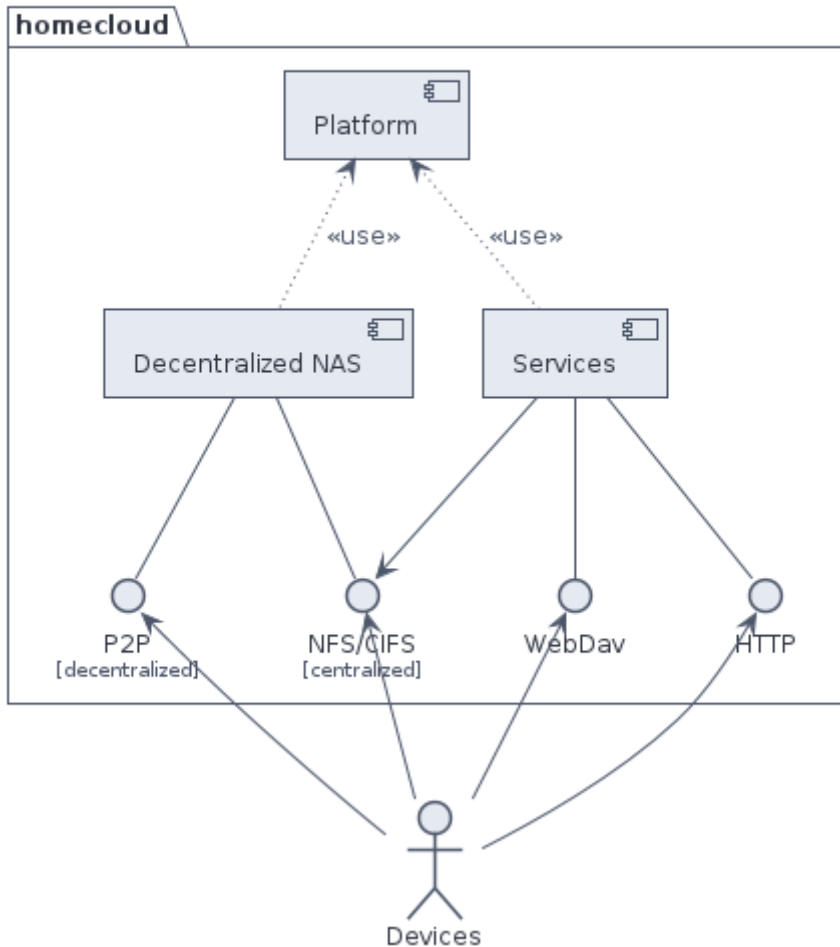 homecloud
Platform
«use» «use»
Decentralized NAS
Services
P2P
[decentralized]
NFS/CIFS
[centralized]
WebDav
HTTP
Devices